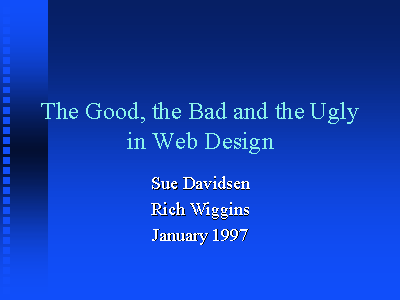 The Good, the Bad and the Ugly
in Web Design
Sue Davidsen
Rich Wiggins
January 1997